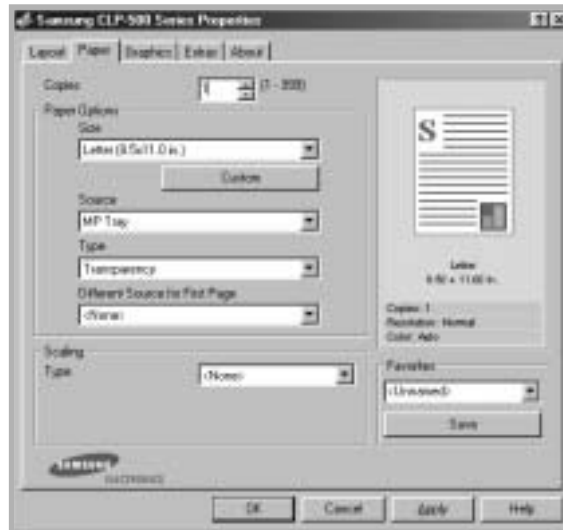 Samsung CLP-500 Series Properties
Layout Paper Graphics Extras About
Copies 1 (1 - 999)
Paper Options
Size
Letter (8.5x11.0 in.)
Custom
Source
MP Tray
Type
Transparency
Different Source for First Page
<None>
Scaling
Type <None>
S
Letter
8.50 x 11.00 in.
Copies: 1
Resolution: Normal
Color: Auto
Favorites
<Unnamed>
Save
SAMSUNG
ELECTRONICS
OK Cancel Apply Help